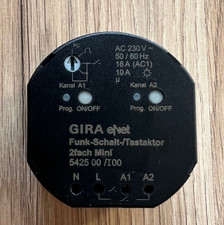 AC 230 V ~
50 / 60 Hz
16 A (AC1)
10 A
µ
Kanal A1
Kanal A2
Prog. ON/OFF
Prog. ON/OFF
GIRA eNet
Funk-Schalt-/Tastaktor
2fach Mini
5425 00 / I00
N L A1 A2